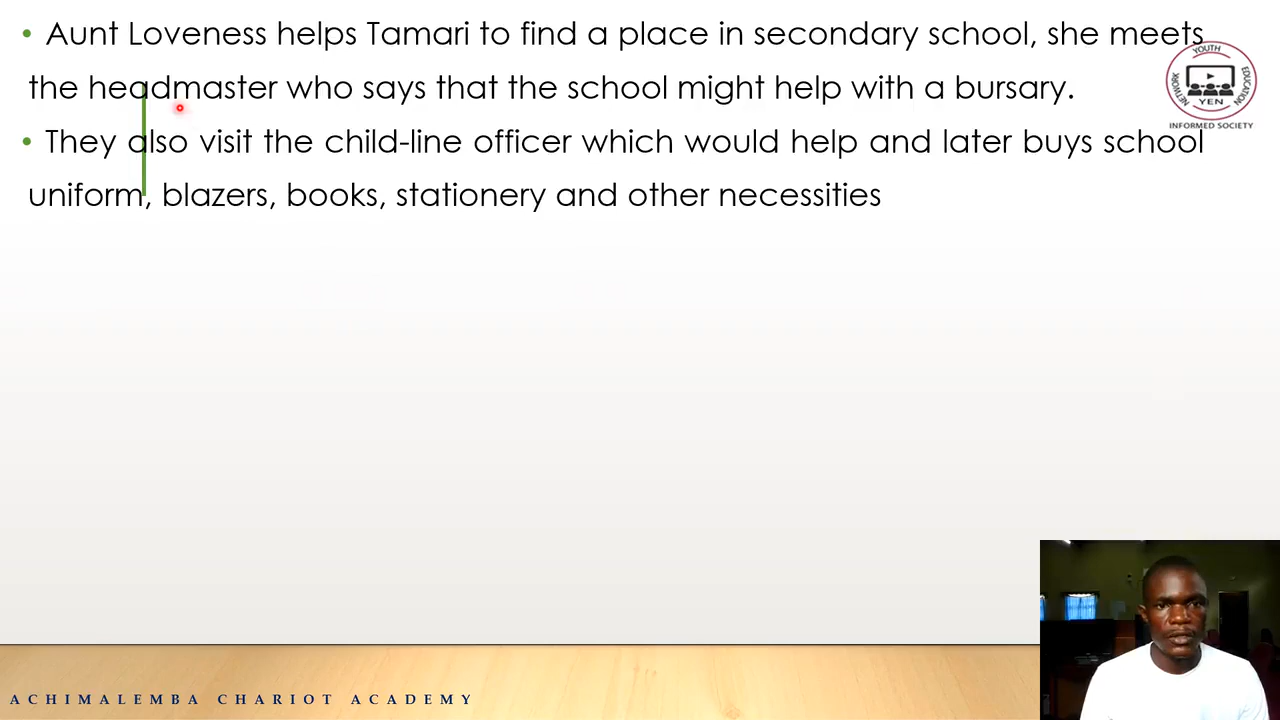 • Aunt Loveness helps Tamari to find a place in secondary school, she meets
the headmaster who says that the school might help with a bursary.
• They also visit the child-line officer which would help and later buys school
uniform, blazers, books, stationery and other necessities
YOUTH
EDUCATION
NETWORK
YEN
INFORMED SOCIETY
ACHIMALEMBA CHARIOT ACADEMY